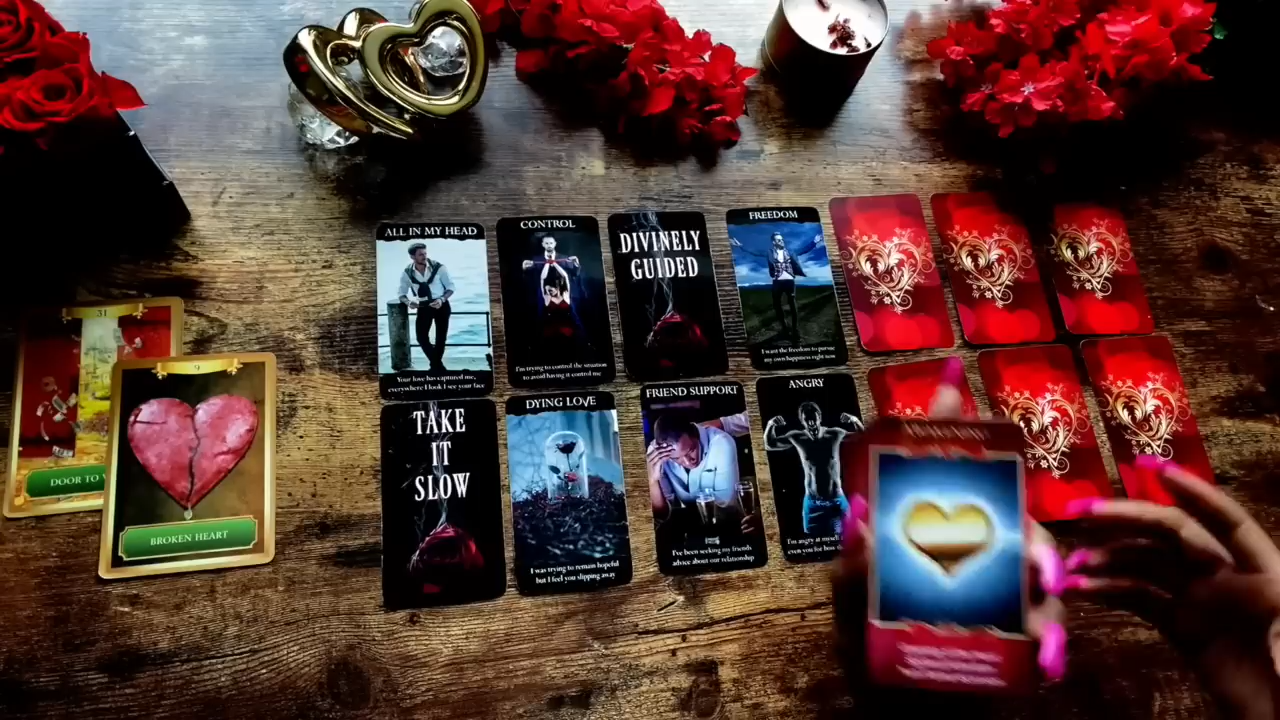 ALL IN MY HEAD
Your love has captured me,
everywhere I look I see your face
CONTROL
I'm trying to control the situation
to avoid having it control me
DIVINELY
GUIDED
FREEDOM
I want the freedom to pursue
my own happiness right now
TAKE
IT
SLOW
DYING LOVE
I was trying to remain hopeful
but I feel you slipping away
FRIEND SUPPORT
I've been seeking my friends
advice about our relationship
ANGRY
I'm angry at myself
even you for
31
DOOR TO
9
BROKEN HEART